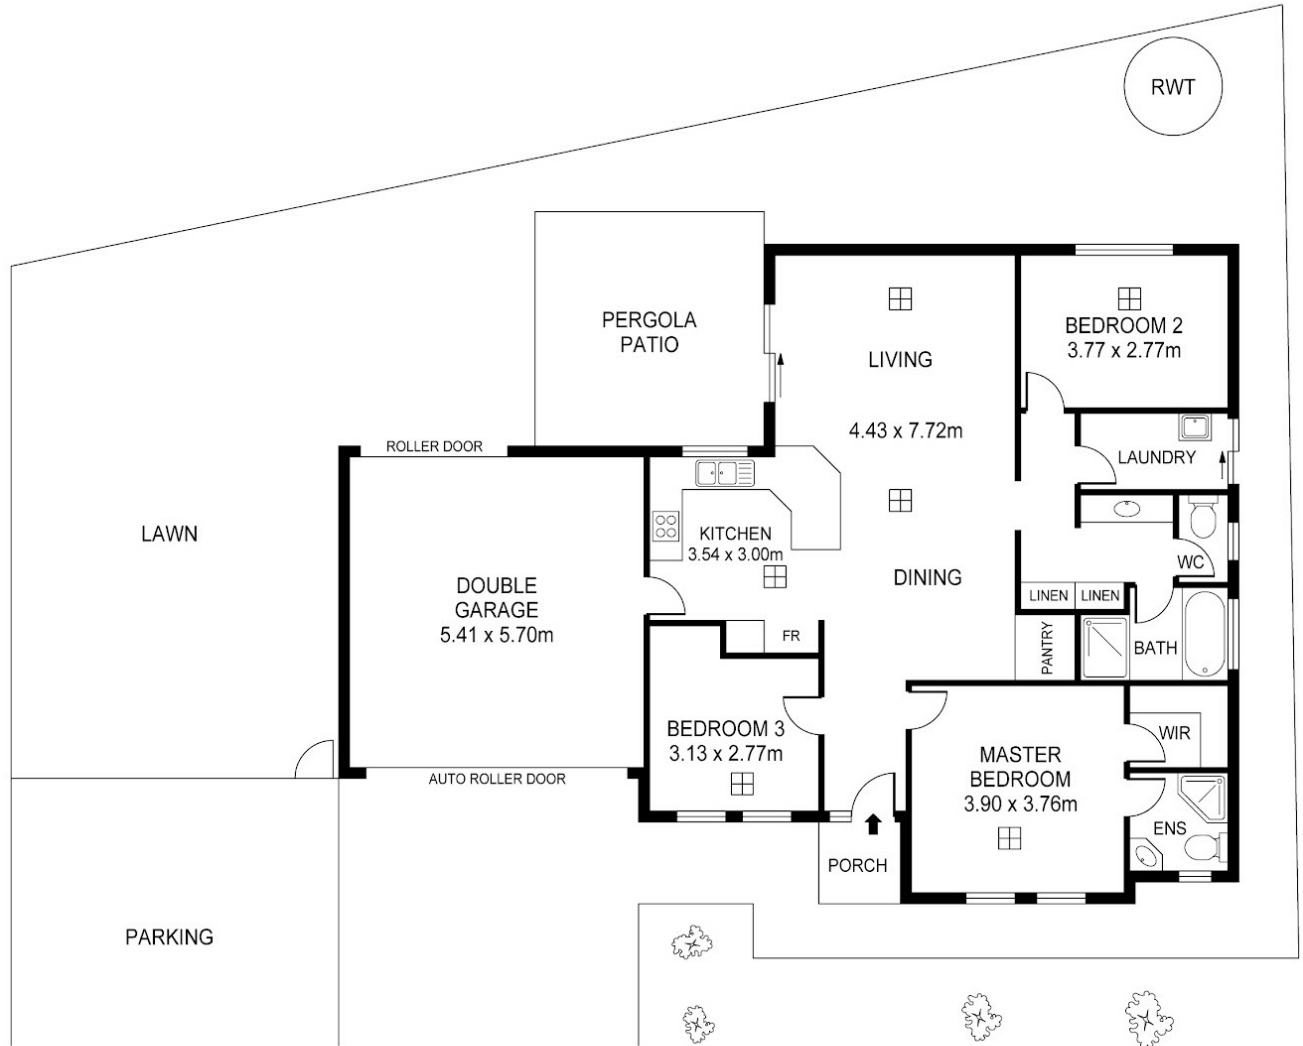 RWT
PERGOLA
PATIO
BEDROOM 2
3.77 x 2.77m
LIVING
4.43 x 7.72m
ROLLER DOOR
LAUNDRY
LAWN
KITCHEN
3.54 x 3.00m
WC
DINING
DOUBLE
GARAGE
5.41 x 5.70m
LINEN
LINEN
FR
PANTRY
BATH
BEDROOM 3
3.13 x 2.77m
WIR
MASTER
BEDROOM
3.90 x 3.76m
AUTO ROLLER DOOR
ENS
PORCH
PARKING